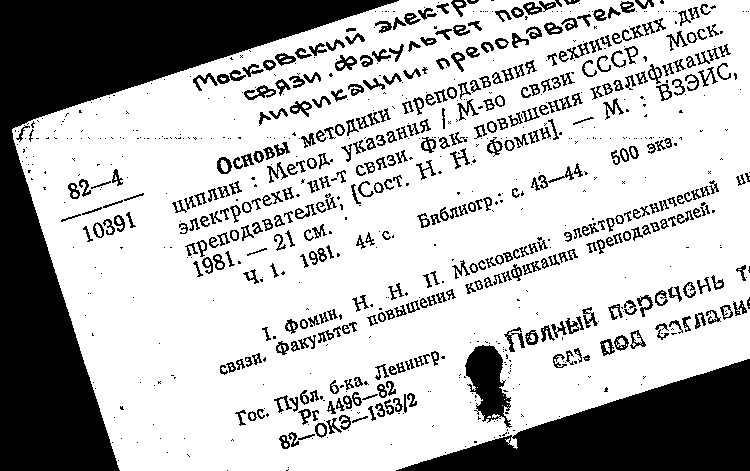 Московский электро
связи. факультет повы
лификации преподавателей.
82—4
10391
Основы методики преподавания технических дис-
циплин : Метод. указания / М-во связи СССР, Моск.
электротехн. ин-т связи. Фак. повышения квалификации
преподавателей; [Сост. Н. Н. Фомин]. — М. : ВЗЭИС,
1981. — 21 см.
Ч. 1. 1981. 44 с. Библиогр.: с. 43—44. 500 экз.
I. Фомин, Н. Н. П. Московский электротехнический ин
связи. Факультет повышения квалификации преподавателей.
Полный перечень т
см. под заглавие
Гос. Публ. б-ка, Ленингр.
Рг 4496—82
82—ОКЭ—1353/2